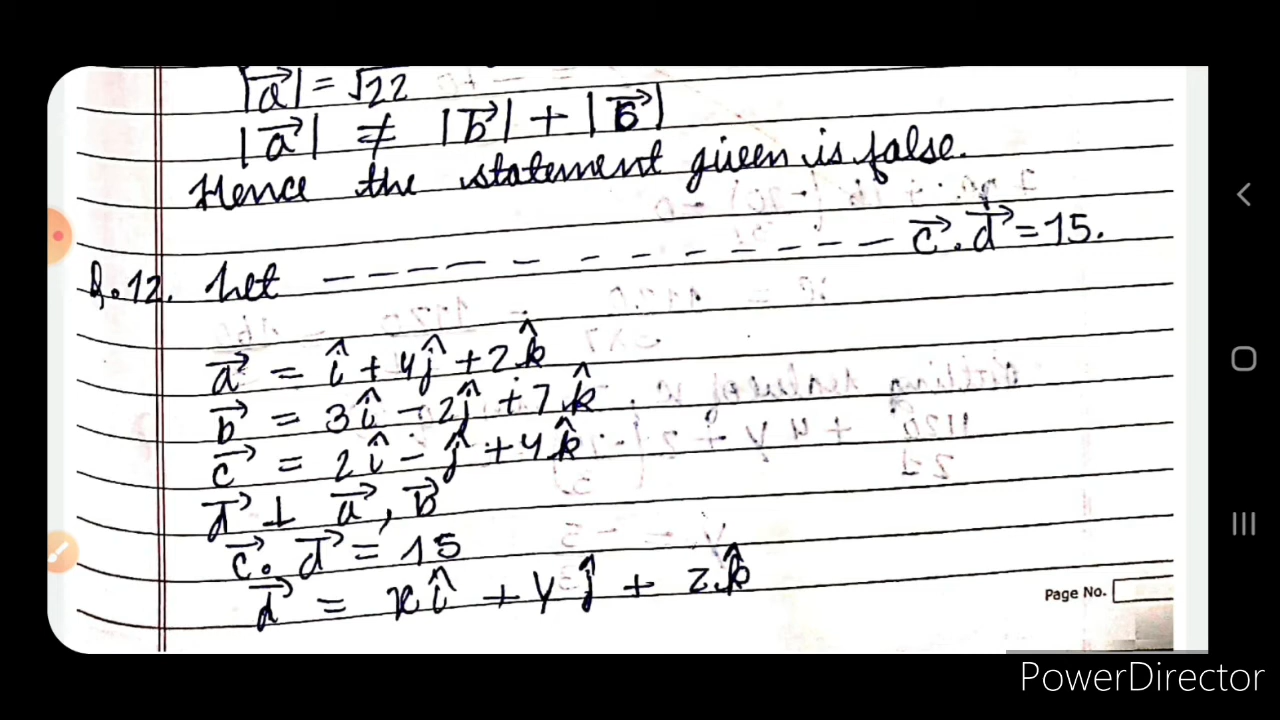 |a⃗| = √22
|a⃗| ≠ |b⃗| + |b⃗|
Hence the statement given is false.
Q.12. Let ------------- c⃗ . d⃗ = 15.
a⃗ = î + 4ĵ + 2k̂
b⃗ = 3î - 2ĵ + 7k̂
c⃗ = 2î - ĵ + 4k̂
d⃗ ⊥ a⃗, b⃗
c⃗ . d⃗ = 15
d⃗ = xî + yĵ + zk̂
Page No.
PowerDirector